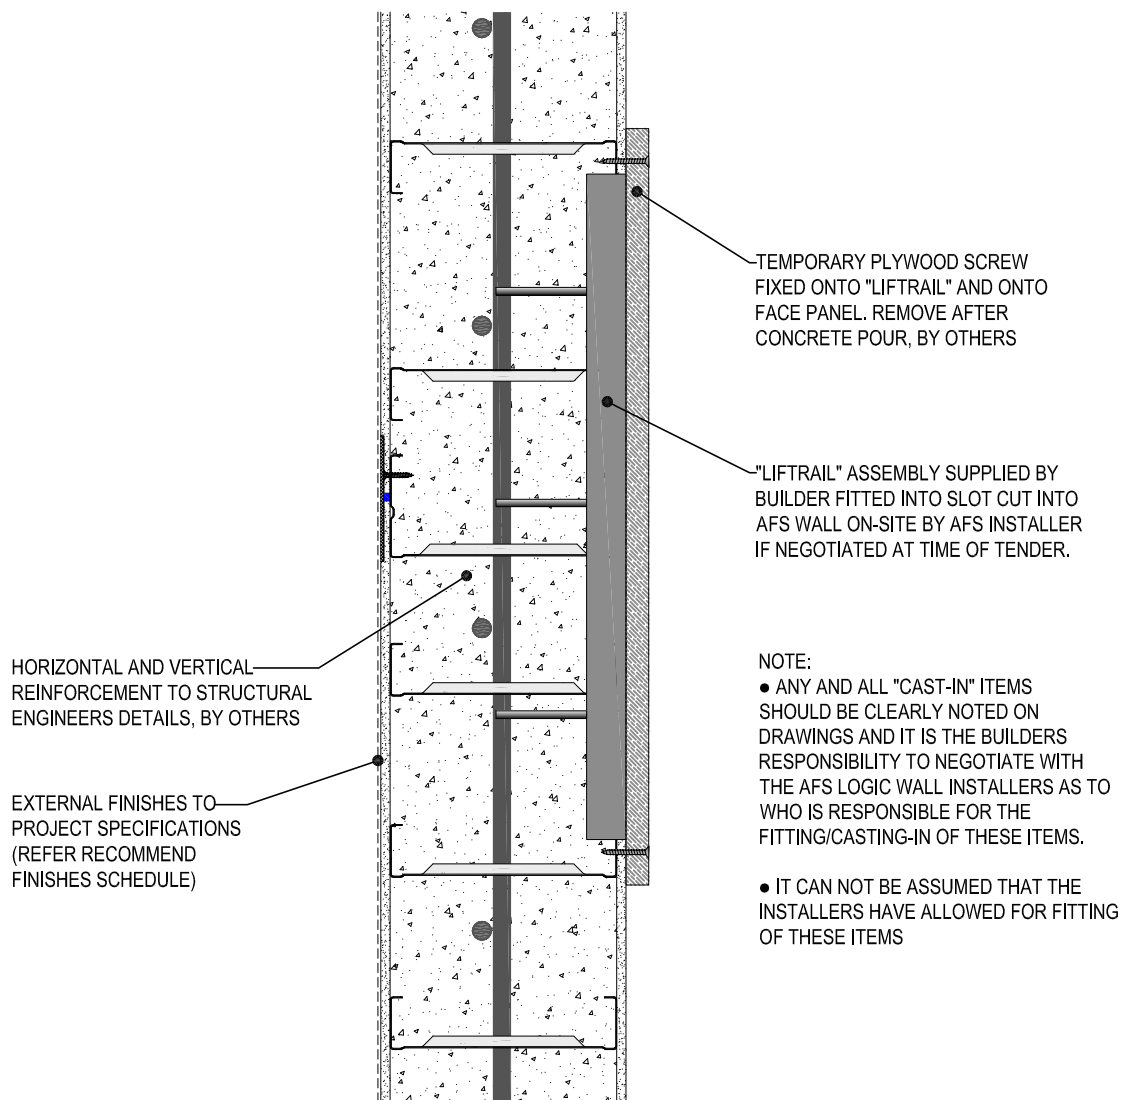 TEMPORARY PLYWOOD SCREW
FIXED ONTO "LIFTRAIL" AND ONTO
FACE PANEL. REMOVE AFTER
CONCRETE POUR, BY OTHERS
"LIFTRAIL" ASSEMBLY SUPPLIED BY
BUILDER FITTED INTO SLOT CUT INTO
AFS WALL ON-SITE BY AFS INSTALLER
IF NEGOTIATED AT TIME OF TENDER.
HORIZONTAL AND VERTICAL
REINFORCEMENT TO STRUCTURAL
ENGINEERS DETAILS, BY OTHERS
EXTERNAL FINISHES TO
PROJECT SPECIFICATIONS
(REFER RECOMMEND
FINISHES SCHEDULE)
NOTE:
● ANY AND ALL "CAST-IN" ITEMS
SHOULD BE CLEARLY NOTED ON
DRAWINGS AND IT IS THE BUILDERS
RESPONSIBILITY TO NEGOTIATE WITH
THE AFS LOGIC WALL INSTALLERS AS TO
WHO IS RESPONSIBLE FOR THE
FITTING/CASTING-IN OF THESE ITEMS.
● IT CAN NOT BE ASSUMED THAT THE
INSTALLERS HAVE ALLOWED FOR FITTING
OF THESE ITEMS